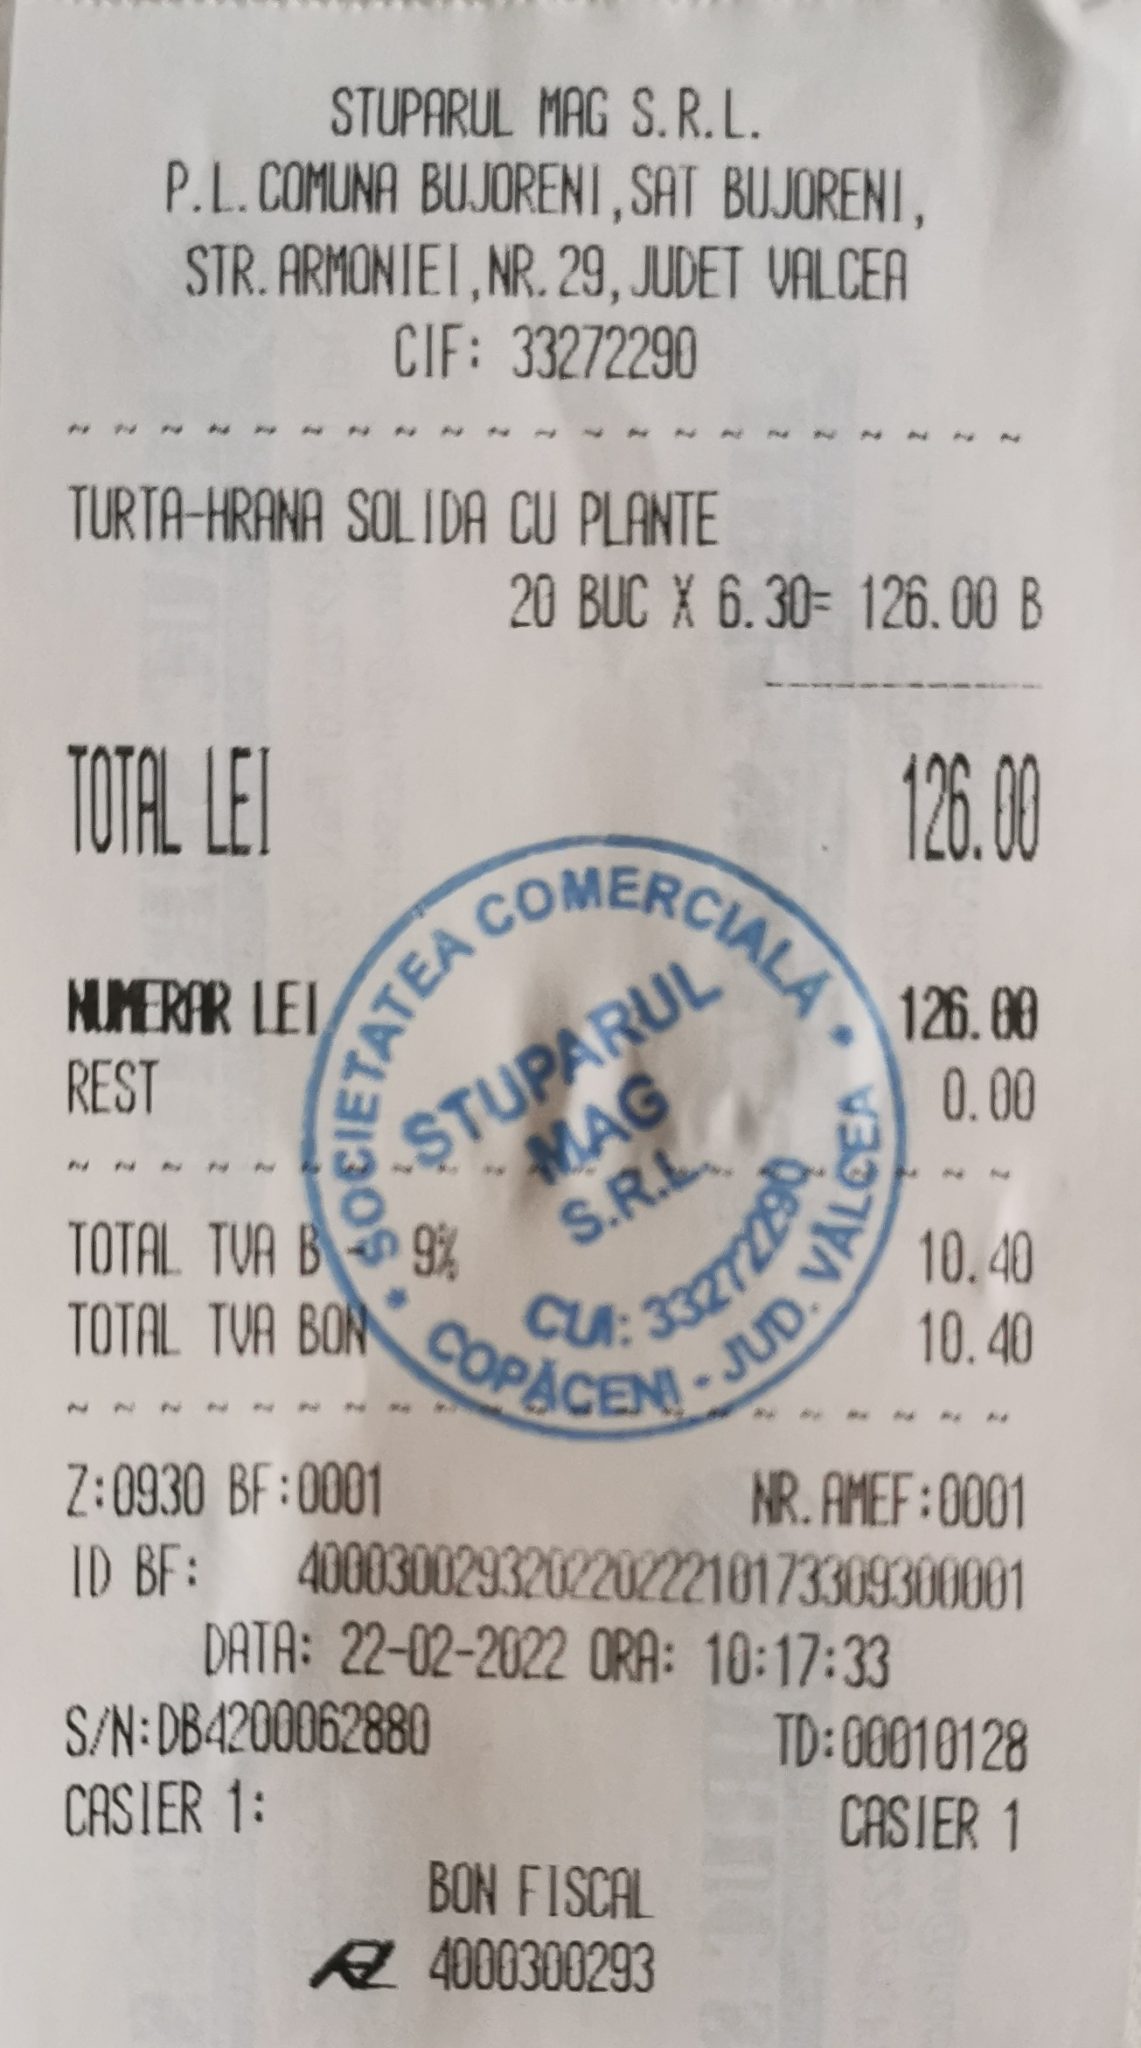 STUPARUL MAG S.R.L.
P.L.COMUNA BUJORENI,SAT BUJORENI,
STR.ARMONIEI,NR.29,JUDET VALCEA
CIF: 33272290
~ ~ ~ ~ ~ ~ ~ ~ ~ ~ ~ ~ ~ ~ ~ ~ ~ ~ ~ ~ ~
TURTA-HRANA SOLIDA CU PLANTE
20 BUC X 6.30= 126.00 B
------------
TOTAL LEI 126.00
NUMERAR LEI 126.00
REST 0.00
~ ~ ~ ~ ~ ~ ~ ~ ~ ~ ~ ~ ~ ~ ~ ~ ~ ~ ~ ~ ~
TOTAL TVA B - 9% 10.40
TOTAL TVA BON 10.40
~ ~ ~ ~ ~ ~ ~ ~ ~ ~ ~ ~ ~ ~ ~ ~ ~ ~ ~ ~ ~
SOCIETATEA COMERCIALĂ
STUPARUL
MAG
S.R.L.
CUI: 33272290
* COPĂCENI - JUD. VÂLCEA *
Z:0930 BF:0001 NR.AMEF:0001
ID BF: 4000300293202202221017330930​0001
DATA: 22-02-2022 ORA: 10:17:33
S/N:DB4200062880 TD:00010128
CASIER 1: CASIER 1
BON FISCAL
4000300293